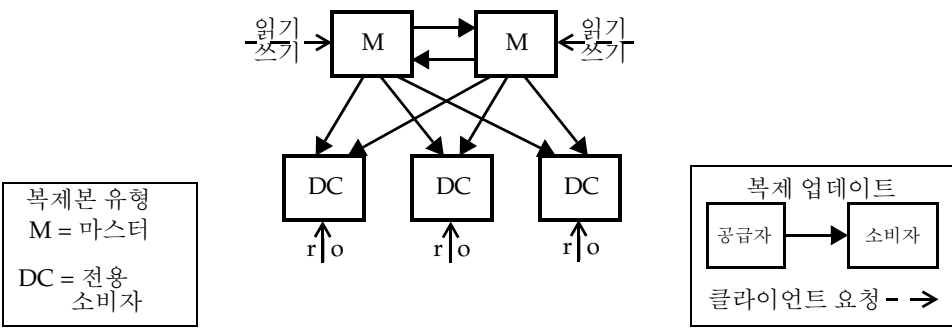 읽기
쓰기
M
M
읽기
쓰기
DC
DC
DC
r o
r o
r o
복제본 유형
M = 마스터
DC = 전용
소비자
복제 업데이트
공급자
소비자
클라이언트 요청